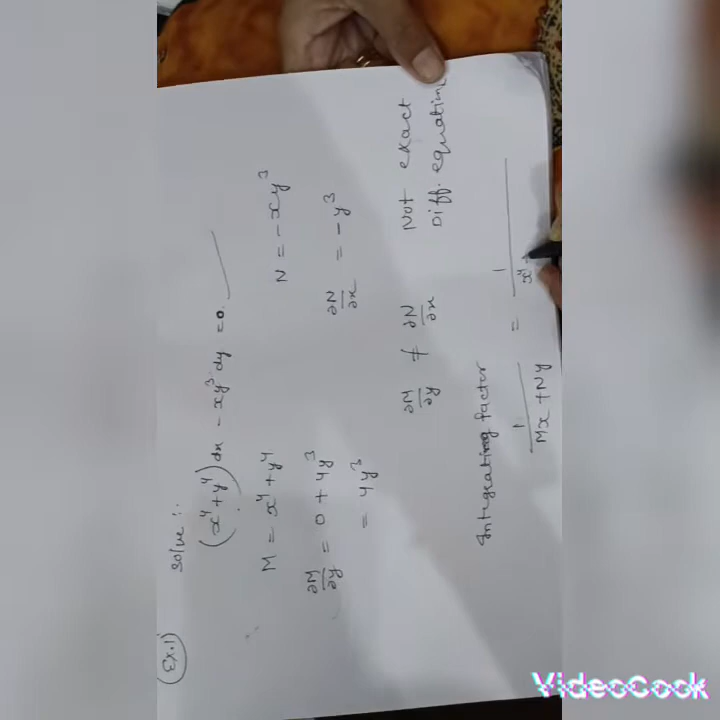 Ex:1
Solve :.
(x⁴+y⁴) dx - xy³ dy = 0.
M = x⁴+y⁴ N = -xy³
∂M/∂y = 0 + 4y³ ∂N/∂x = -y³
= 4y³
∂M/∂y ≠ ∂N/∂x Not exact
Diff. equation
Integrating factor
1/(Mx + Ny) = 1/x⁴
VideoCook